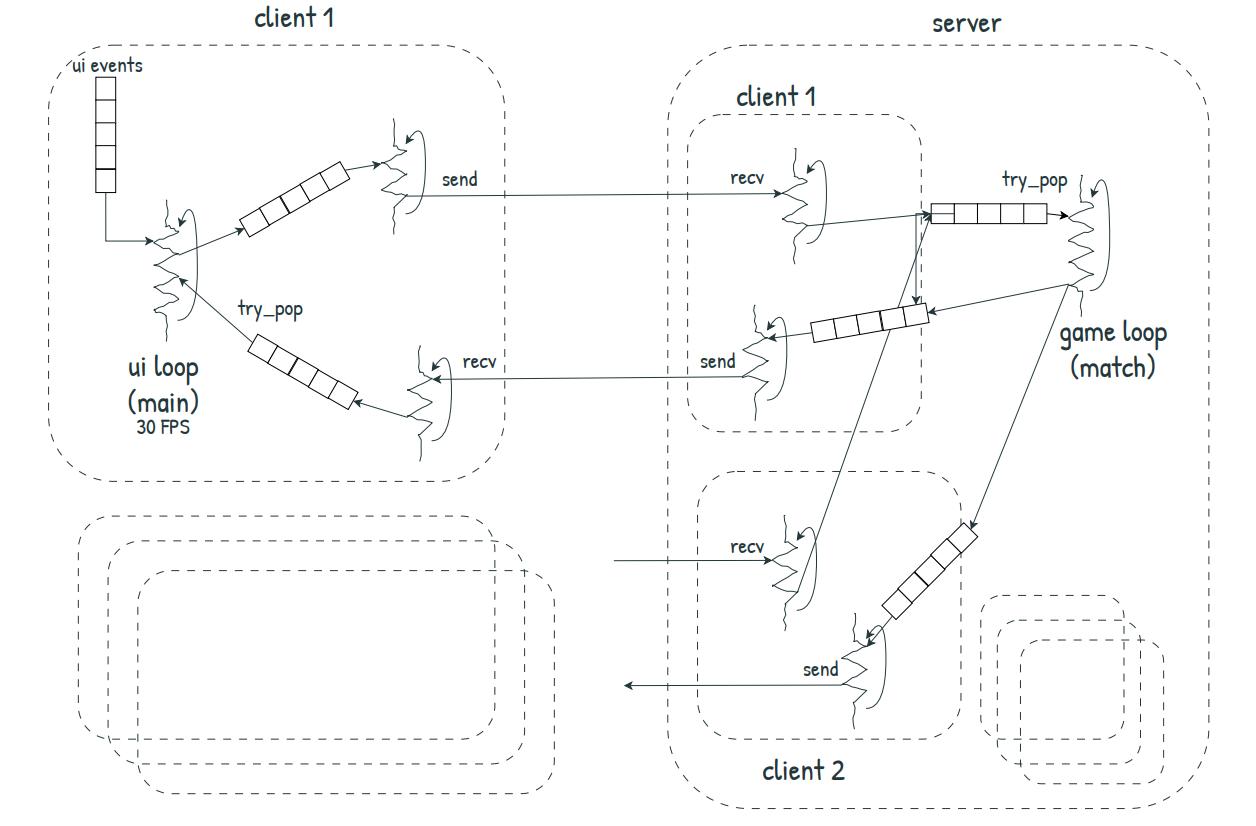 client 1
server
ui events
client 1
send
recv
try_pop
try_pop
ui loop
(main)
30 FPS
recv
send
game loop
(match)
recv
send
client 2